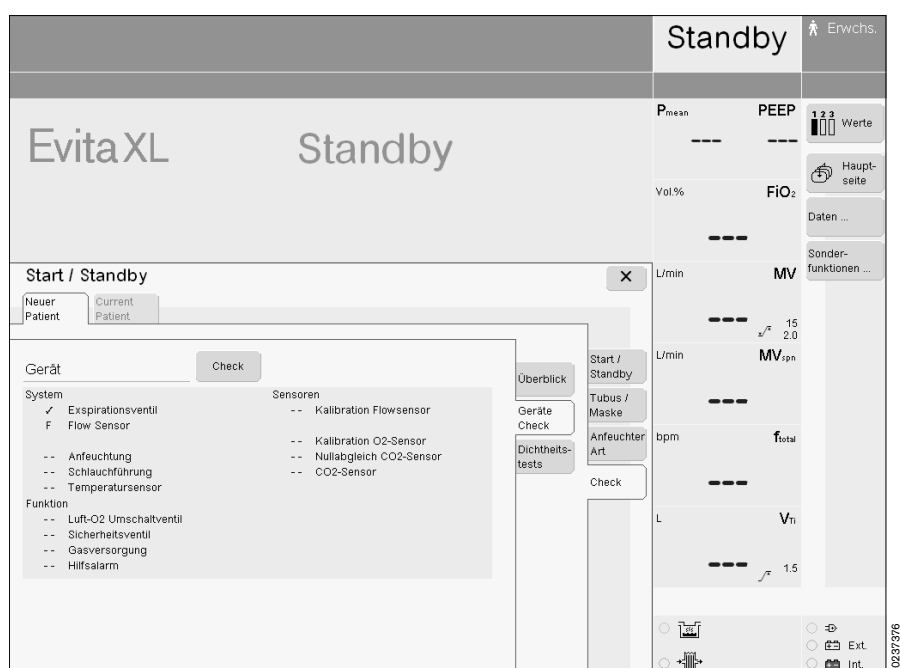 Standby
Erwchs.
Evita XL
Standby
Pmean PEEP
--- ---
1 2 3
Werte
Haupt-
seite
Vol.% FiO2
---
Daten ...
Sonder-
funktionen ...
Start / Standby
X
Neuer
Patient
Current
Patient
L/min MV
---
15
2.0
Gerät
Check
System
✓ Exspirationsventil
F Flow Sensor
-- Anfeuchtung
-- Schlauchführung
-- Temperatursensor
Funktion
-- Luft-O2 Umschaltventil
-- Sicherheitsventil
-- Gasversorgung
-- Hilfsalarm
Sensoren
-- Kalibration Flowsensor
-- Kalibration O2-Sensor
-- Nullabgleich CO2-Sensor
-- CO2-Sensor
Überblick
Geräte
Check
Dichtheits-
tests
Start /
Standby
Tubus /
Maske
Anfeuchter
Art
Check
L/min MVspn
---
bpm ftotal
---
L VTi
---
1.5
Ext.
Int.
0237376